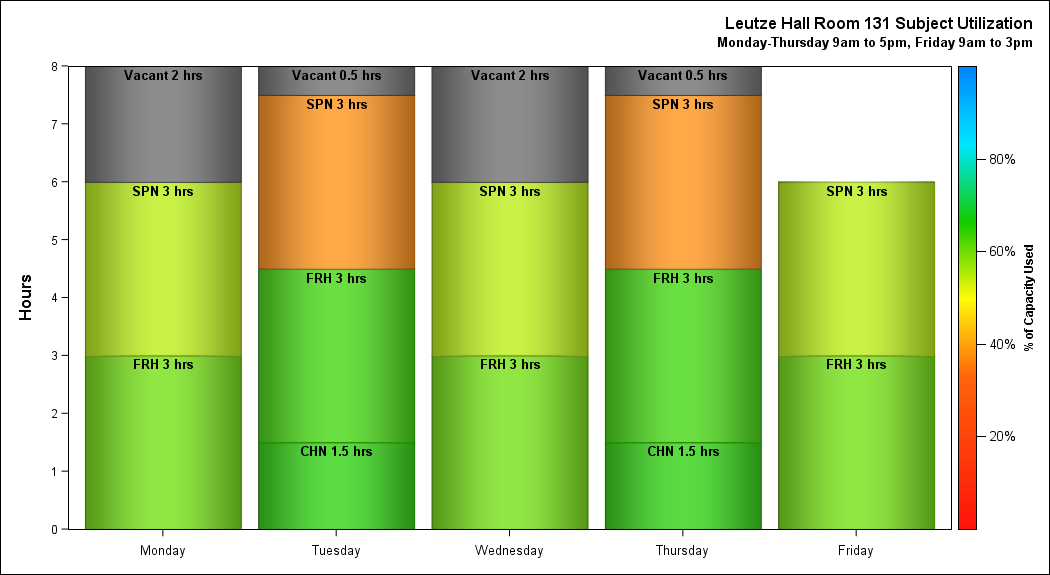 Leutze Hall Room 131 Subject Utilization
Monday-Thursday 9am to 5pm, Friday 9am to 3pm
8
7
6
5
4
3
2
1
0
Hours
Vacant 2 hrs
SPN 3 hrs
FRH 3 hrs
Vacant 0.5 hrs
SPN 3 hrs
FRH 3 hrs
CHN 1.5 hrs
Vacant 2 hrs
SPN 3 hrs
FRH 3 hrs
Vacant 0.5 hrs
SPN 3 hrs
FRH 3 hrs
CHN 1.5 hrs
SPN 3 hrs
FRH 3 hrs
Monday
Tuesday
Wednesday
Thursday
Friday
80%
60%
40%
20%
% of Capacity Used